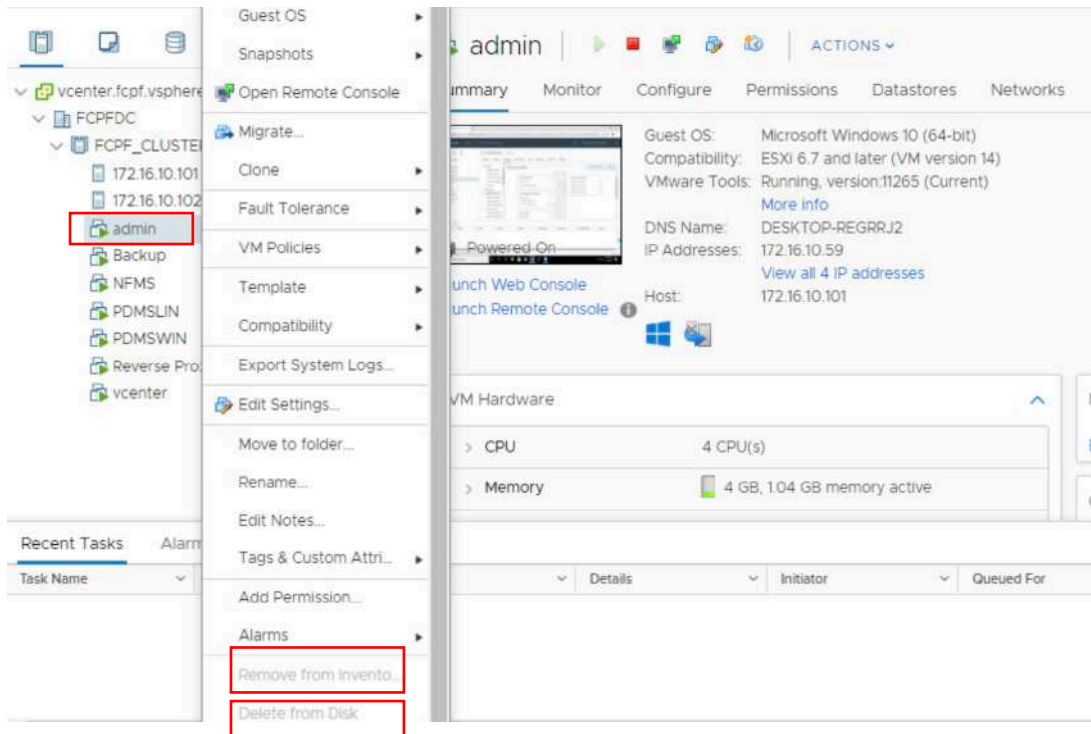 admin
ACTIONS
vcenter.fcpf.vsphere
FCPFDC
FCPF_CLUSTE
172.16.10.101
172.16.10.102
admin
Backup
NFMS
PDMSLIN
PDMSWIN
Reverse Pro
vcenter
Guest OS
Snapshots
Open Remote Console
Migrate...
Clone
Fault Tolerance
VM Policies
Template
Compatibility
Export System Logs...
Edit Settings...
Move to folder...
Rename...
Edit Notes...
Tags & Custom Attri...
Add Permission...
Alarms
Remove from Invento...
Delete from Disk
ummary Monitor Configure Permissions Datastores Networks
Powered On
unch Web Console
unch Remote Console
Guest OS: Microsoft Windows 10 (64-bit)
Compatibility: ESXi 6.7 and later (VM version 14)
VMware Tools: Running, version:11265 (Current)
More info
DNS Name: DESKTOP-REGRRJ2
IP Addresses: 172.16.10.59
View all 4 IP addresses
Host: 172.16.10.101
VM Hardware
CPU 4 CPU(s)
Memory 4 GB, 1.04 GB memory active
Recent Tasks Alarm
Task Name Details Initiator Queued For